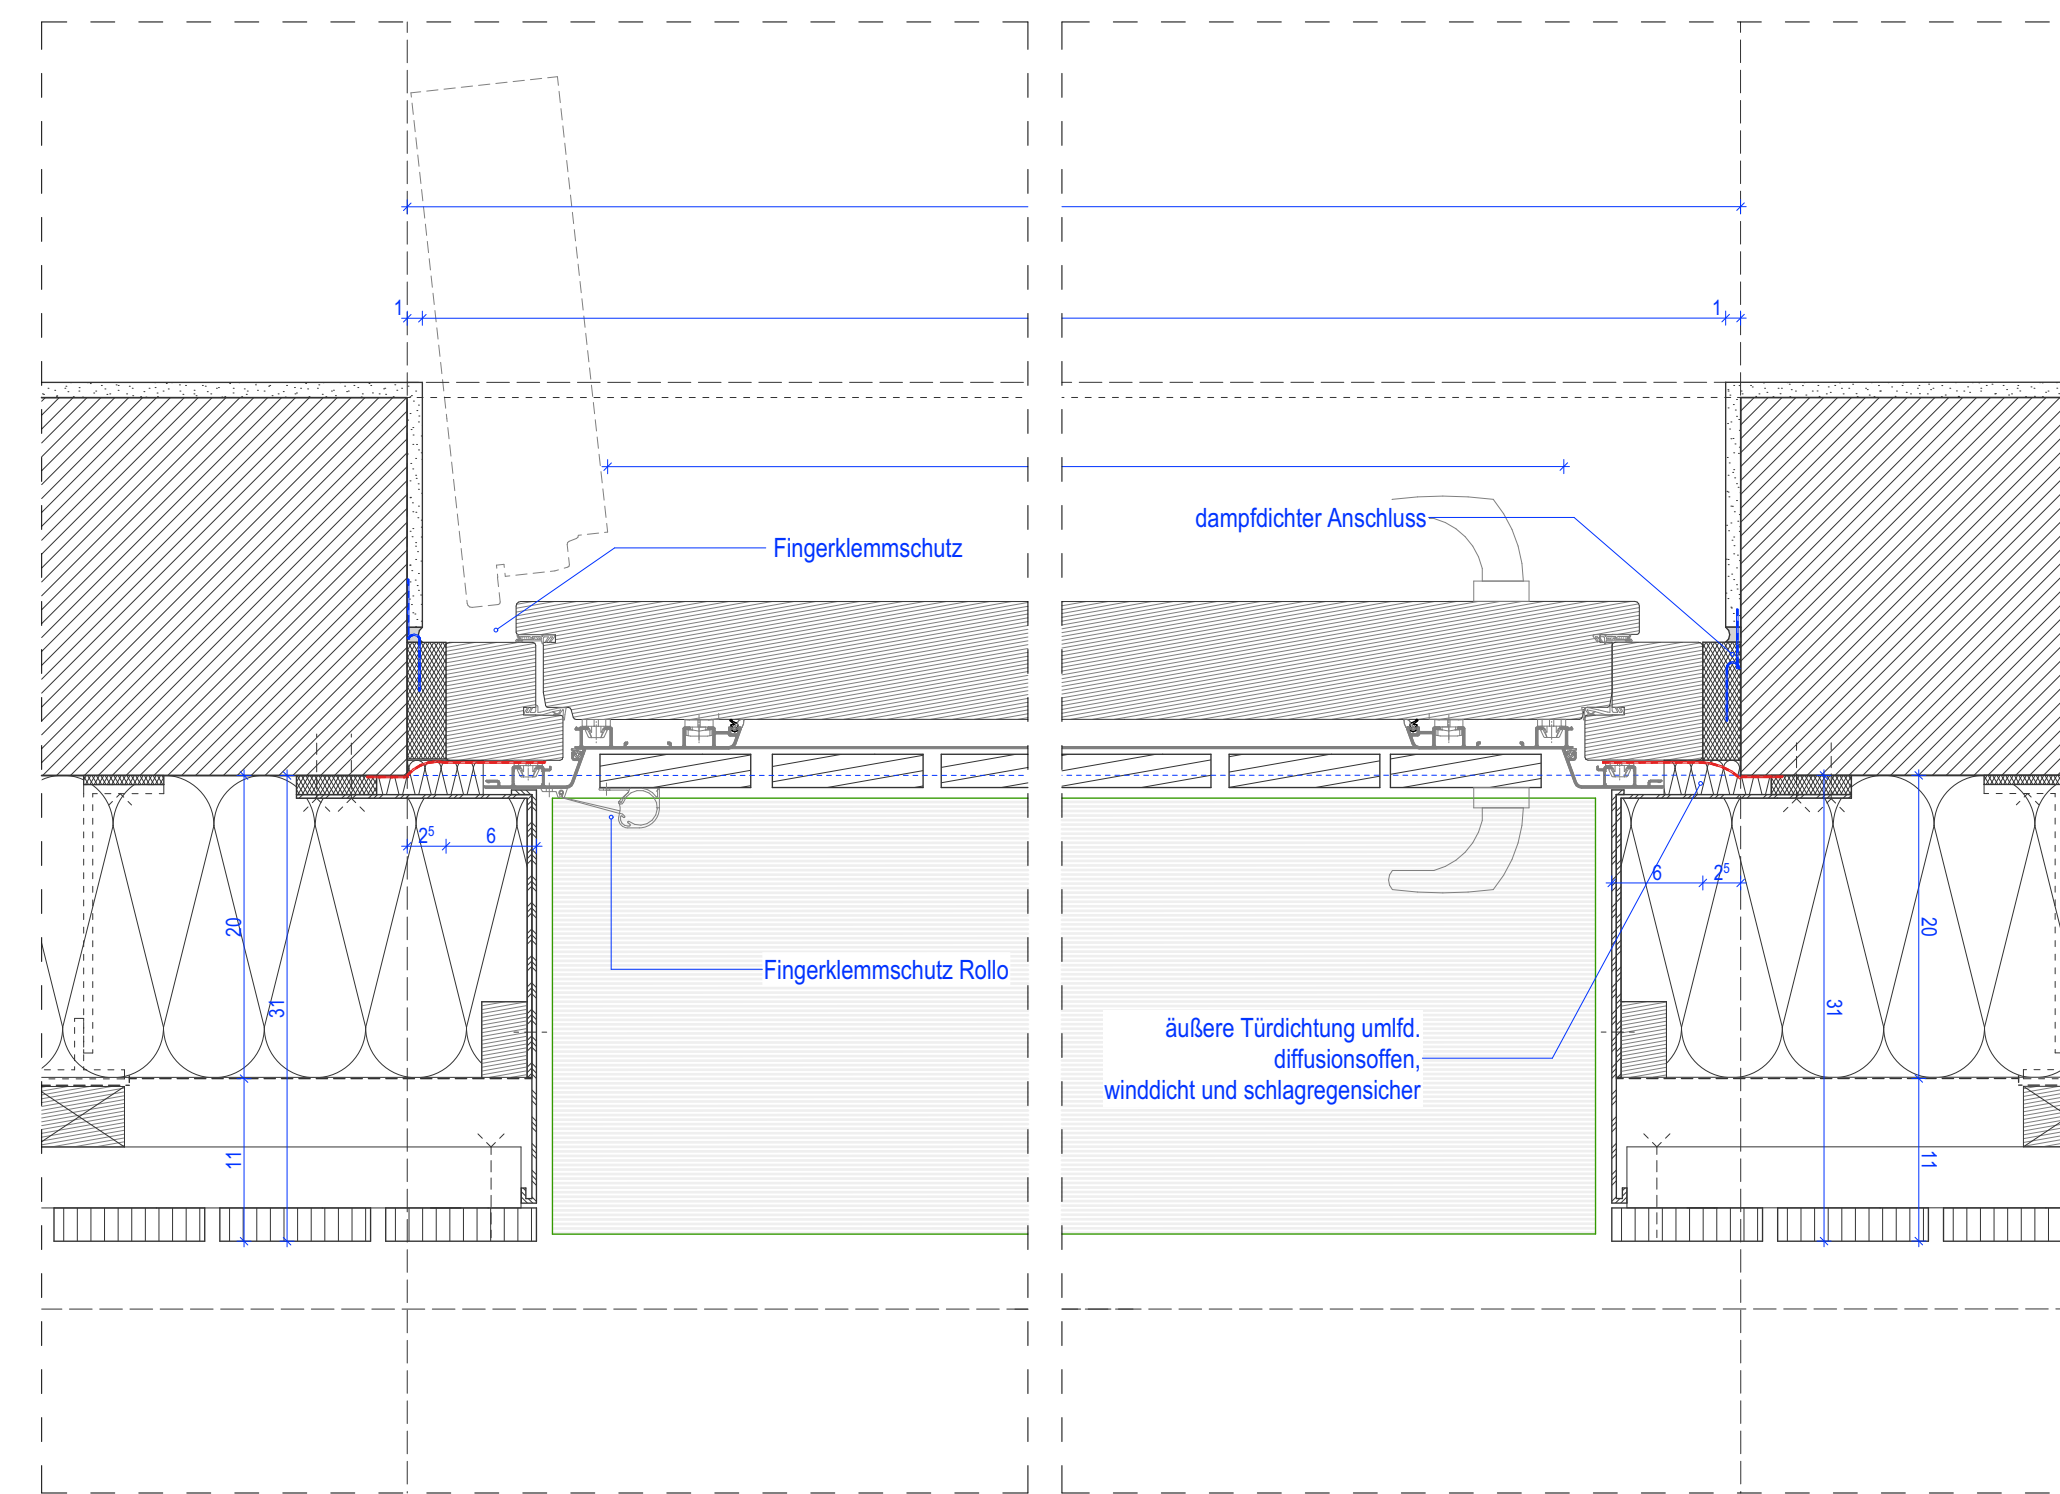 1
1
dampfdichter Anschluss
Fingerklemmschutz
2⁵
6
6
2⁵
20
31
20
31
Fingerklemmschutz Rollo
äußere Türdichtung umlfd.
diffusionsoffen,
winddicht und schlagregensicher
11
11